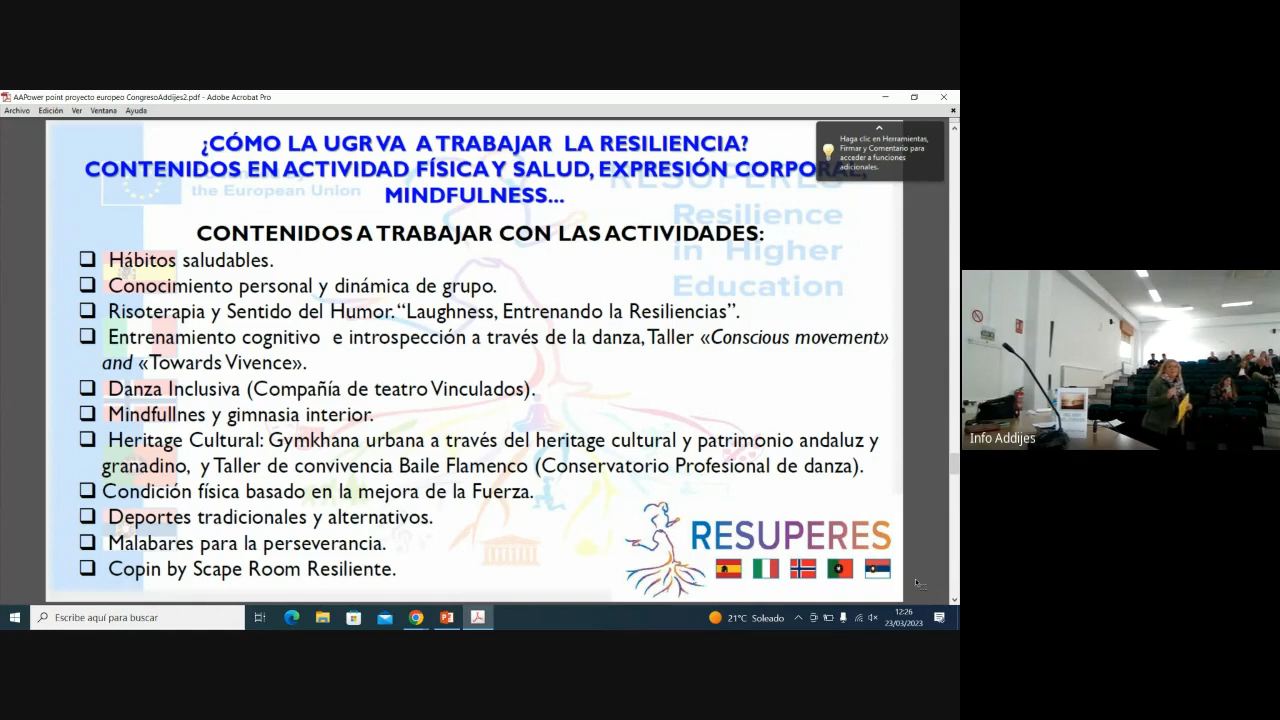 AAPower point proyecto europeo CongresoAddijes2.pdf - Adobe Acrobat Pro
Archivo Edición Ver Ventana Ayuda
¿CÓMO LA UGR VA A TRABAJAR LA RESILIENCIA?
CONTENIDOS EN ACTIVIDAD FÍSICA Y SALUD, EXPRESIÓN CORPORAL,
MINDFULNESS...
Haga clic en Herramientas,
Firmar y Comentario para
acceder a funciones
adicionales.
the European Union
RESUPERES
Resilience
in Higher
Education
CONTENIDOS A TRABAJAR CON LAS ACTIVIDADES:
Hábitos saludables.
Conocimiento personal y dinámica de grupo.
Risoterapia y Sentido del Humor. “Laughness, Entrenando la Resiliencias”.
Entrenamiento cognitivo e introspección a través de la danza, Taller «Conscious movement»
and «Towards Vivence».
Danza Inclusiva (Compañía de teatro Vinculados).
Mindfullnes y gimnasia interior.
Heritage Cultural: Gymkhana urbana a través del heritage cultural y patrimonio andaluz y
granadino, y Taller de convivencia Baile Flamenco (Conservatorio Profesional de danza).
Condición física basado en la mejora de la Fuerza.
Deportes tradicionales y alternativos.
Malabares para la perseverancia.
Copin by Scape Room Resiliente.
RESUPERES
Escribe aquí para buscar
21°C Soleado
12:26
23/03/2023
Info Addijes